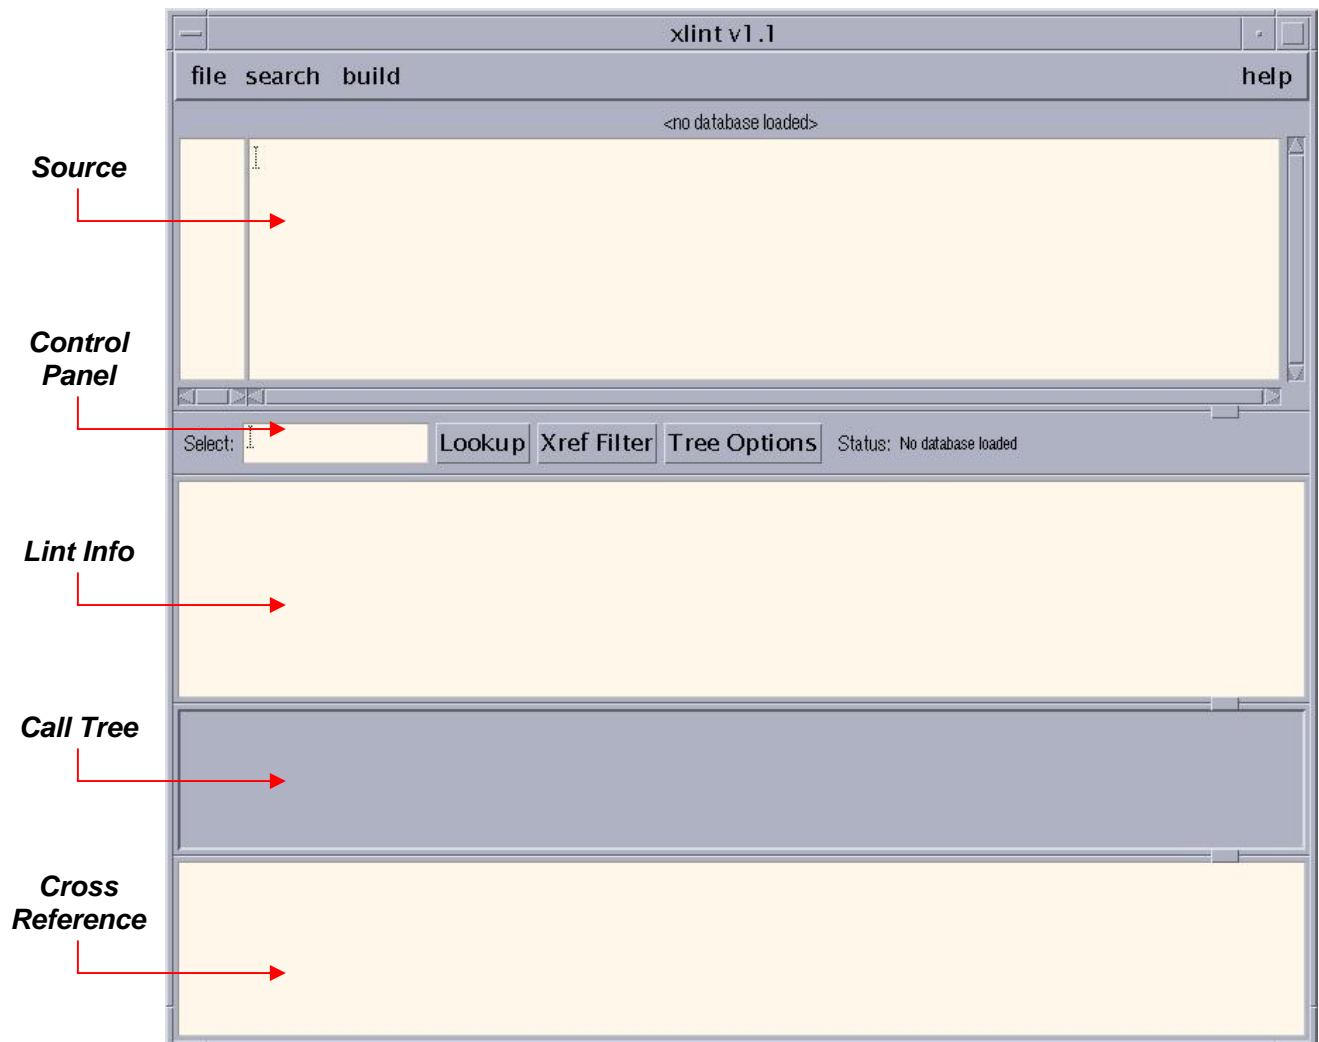 xlint v1.1
file search build help
<no database loaded>
Source
Control
Panel
Select: Lookup Xref Filter Tree Options Status: No database loaded
Lint Info
Call Tree
Cross
Reference